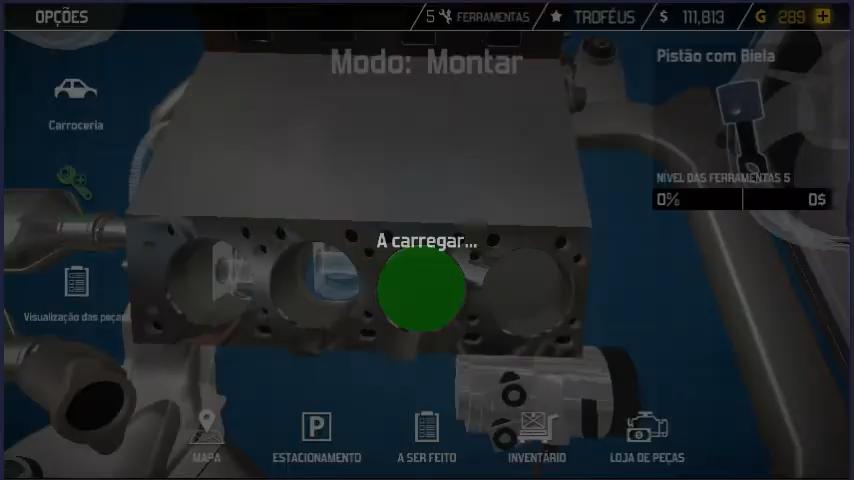 OPÇÕES
5 FERRAMENTAS
TROFÉUS
$ 111,813
G 289
Modo: Montar
Pistão com Biela
Carroceria
NÍVEL DAS FERRAMENTAS 5
0% 0$
A carregar...
Visualização das peças
MAPA
P
ESTACIONAMENTO
A SER FEITO
INVENTÁRIO
LOJA DE PEÇAS